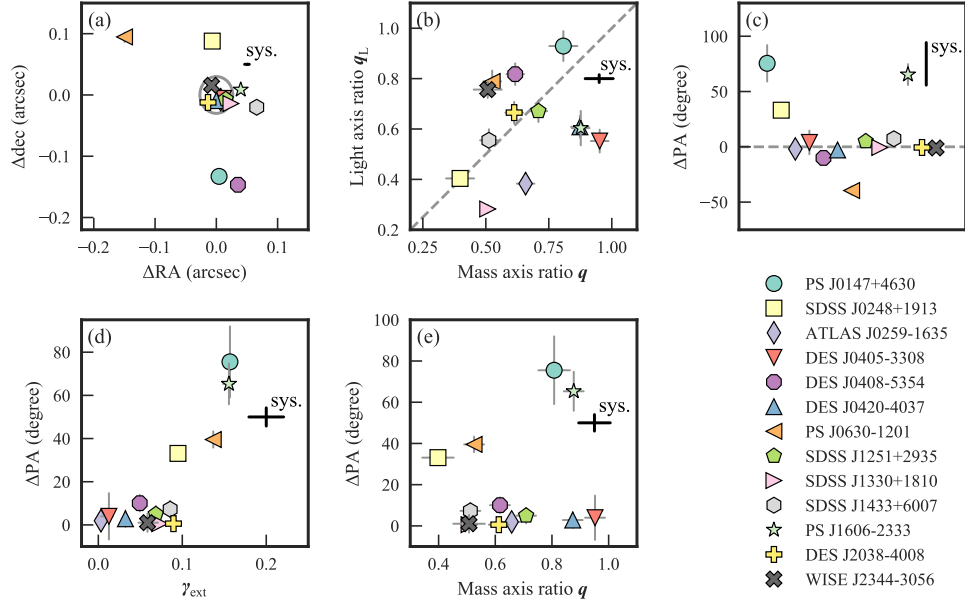 (a)
sys.
0.1
0.0
−0.1
−0.2
−0.2
−0.1
0.0
0.1
Δdec (arcsec)
ΔRA (arcsec)
(b)
sys.
1.0
0.8
0.6
0.4
0.2
0.25
0.50
0.75
1.00
Light axis ratio qL
Mass axis ratio q
(c)
sys.
100
50
0
−50
ΔPA (degree)
(d)
sys.
80
60
40
20
0
0.0
0.1
0.2
ΔPA (degree)
γext
(e)
sys.
100
80
60
40
20
0
0.4
0.6
0.8
1.0
ΔPA (degree)
Mass axis ratio q
PS J0147+4630
SDSS J0248+1913
ATLAS J0259-1635
DES J0405-3308
DES J0408-5354
DES J0420-4037
PS J0630-1201
SDSS J1251+2935
SDSS J1330+1810
SDSS J1433+6007
PS J1606-2333
DES J2038-4008
WISE J2344-3056